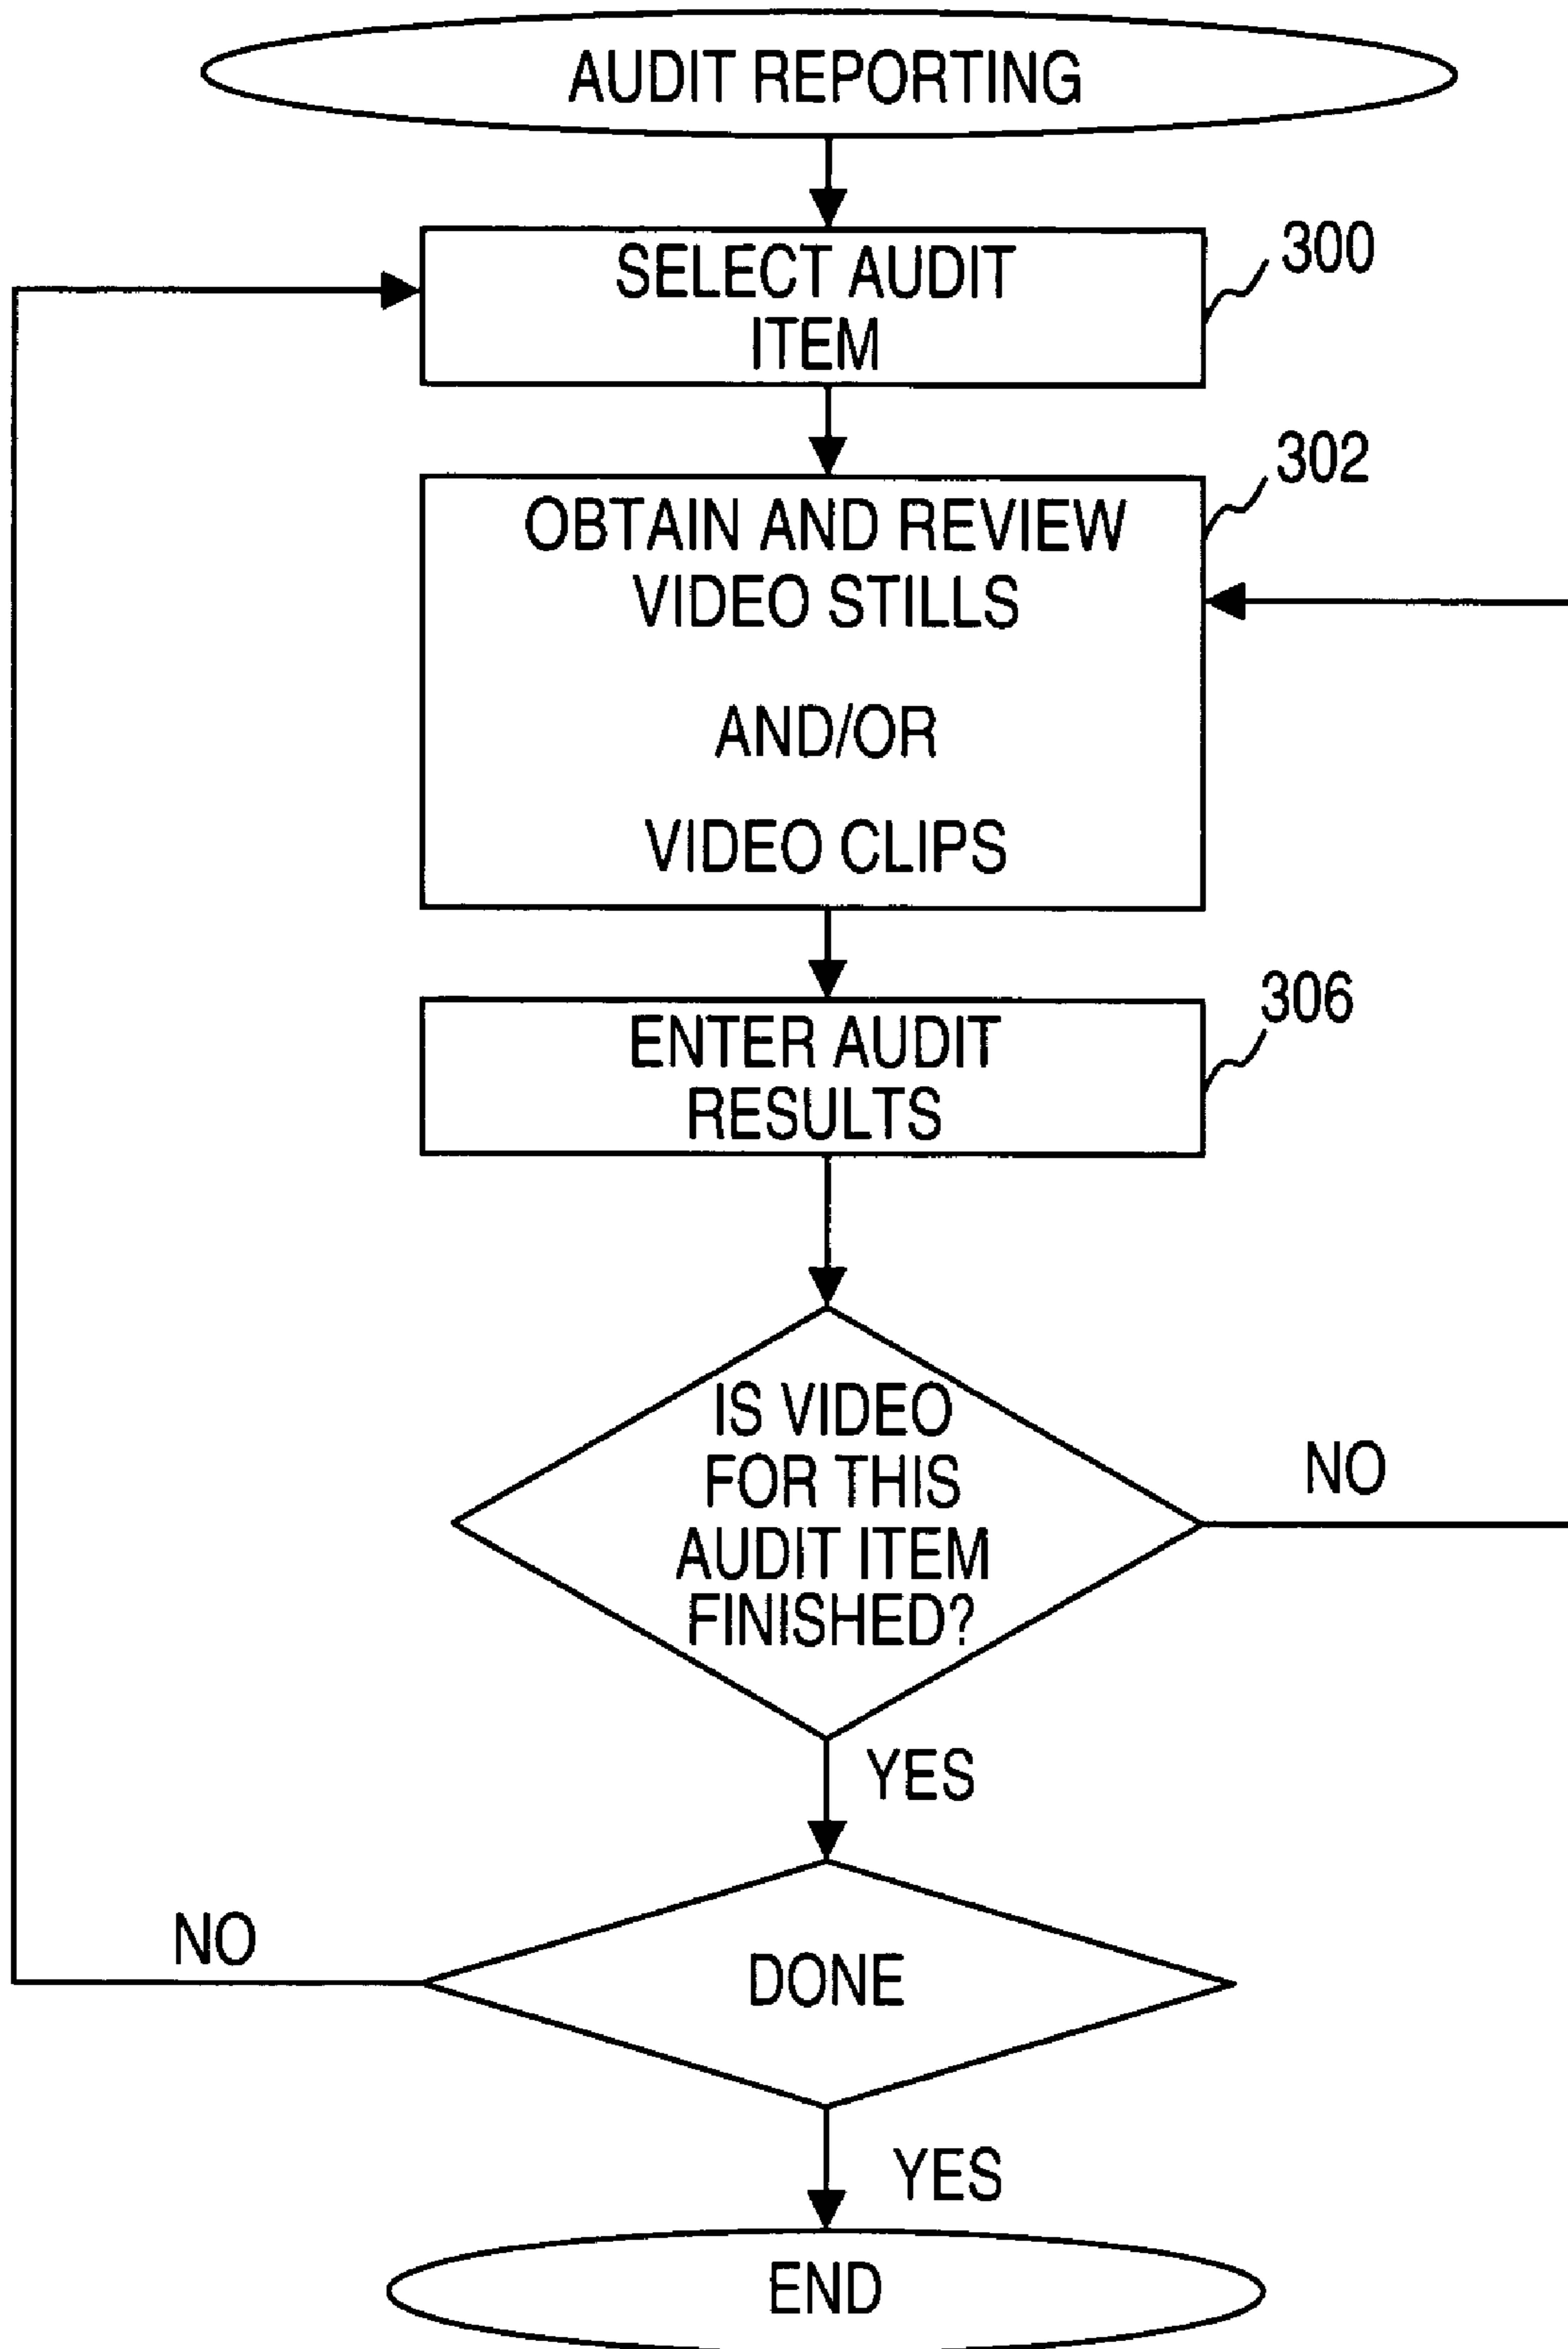 AUDIT REPORTING
SELECT AUDIT
ITEM
300
OBTAIN AND REVIEW
VIDEO STILLS
AND/OR
VIDEO CLIPS
302
ENTER AUDIT
RESULTS
306
IS VIDEO
FOR THIS
AUDIT ITEM
FINISHED?
NO
YES
DONE
NO
YES
END